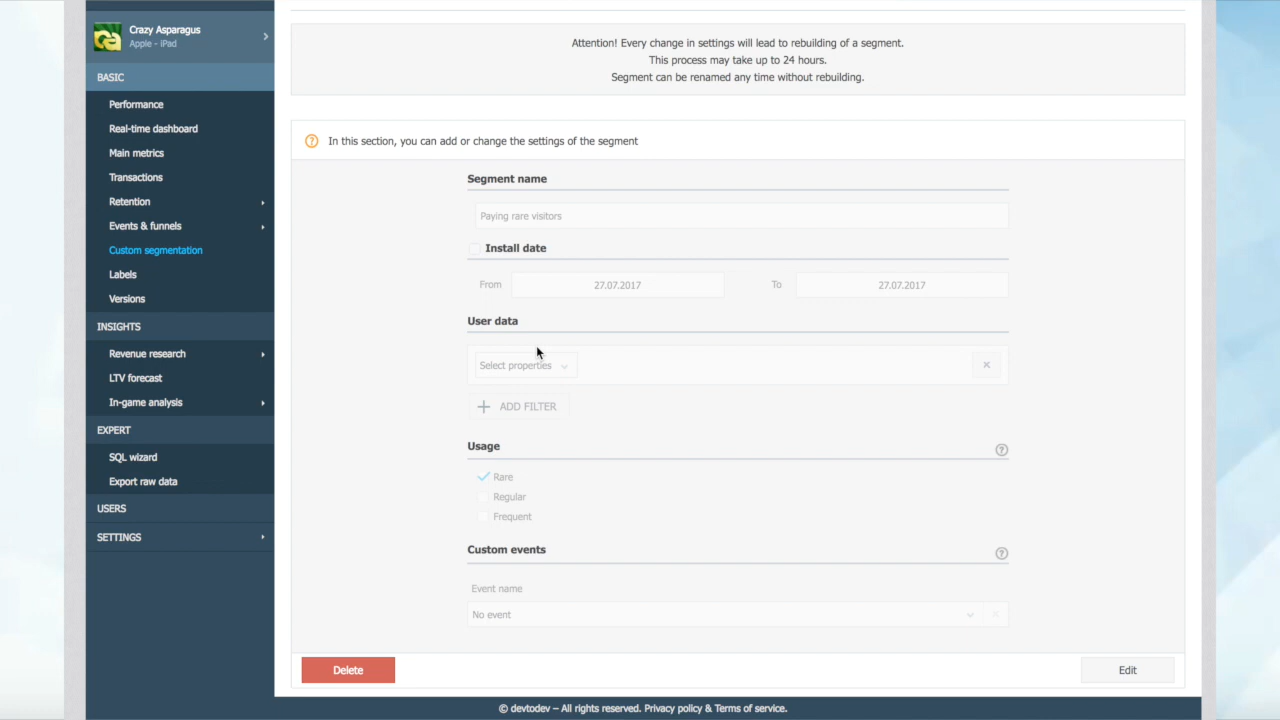 Crazy Asparagus
Apple - iPad
BASIC
Performance
Real-time dashboard
Main metrics
Transactions
Retention
Events & funnels
Custom segmentation
Labels
Versions
INSIGHTS
Revenue research
LTV forecast
In-game analysis
EXPERT
SQL wizard
Export raw data
USERS
SETTINGS
Attention! Every change in settings will lead to rebuilding of a segment.
This process may take up to 24 hours.
Segment can be renamed any time without rebuilding.
? In this section, you can add or change the settings of the segment
Segment name
Paying rare visitors
Install date
From 27.07.2017 To 27.07.2017
User data
Select properties
+ ADD FILTER
Usage ?
Rare
Regular
Frequent
Custom events ?
Event name
No event
Delete Edit
© devtodev – All rights reserved. Privacy policy & Terms of service.